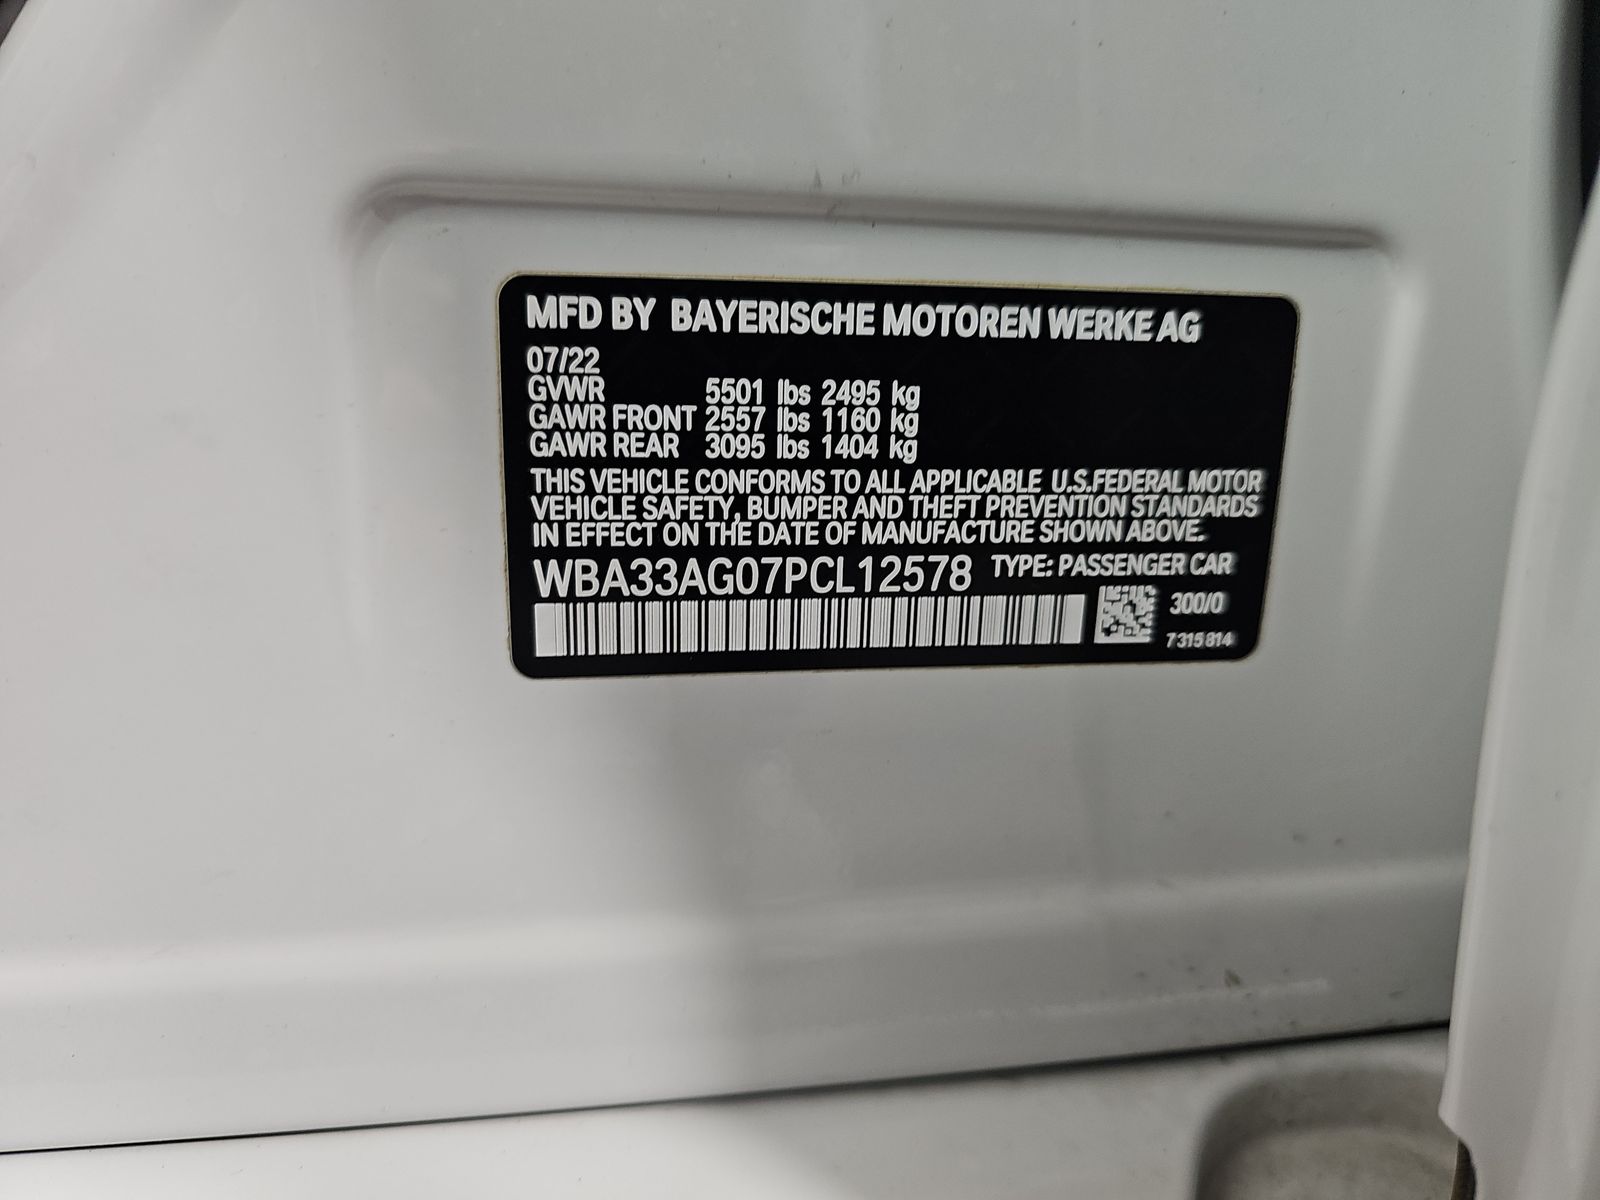 MFD BY BAYERISCHE MOTOREN WERKE AG
07/22
GVWR 5501 lbs 2495 kg
GAWR FRONT 2557 lbs 1160 kg
GAWR REAR 3095 lbs 1404 kg
THIS VEHICLE CONFORMS TO ALL APPLICABLE U.S.FEDERAL MOTOR
VEHICLE SAFETY, BUMPER AND THEFT PREVENTION STANDARDS
IN EFFECT ON THE DATE OF MANUFACTURE SHOWN ABOVE.
WBA33AG07PCL12578 TYPE: PASSENGER CAR
300/0
7315814